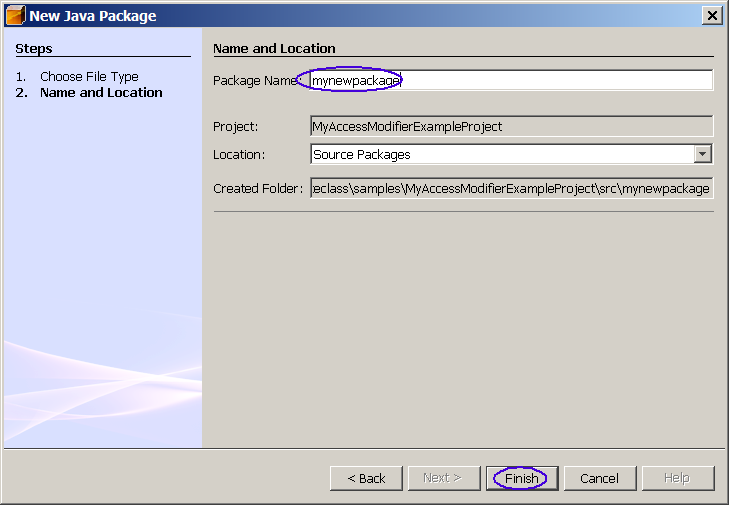 New Java Package
Steps
1. Choose File Type
2. Name and Location
Name and Location
Package Name: mynewpackage
Project: MyAccessModifierExampleProject
Location: Source Packages
Created Folder: eclass\samples\MyAccessModifierExampleProject\src\mynewpackage
< Back Next > Finish Cancel Help